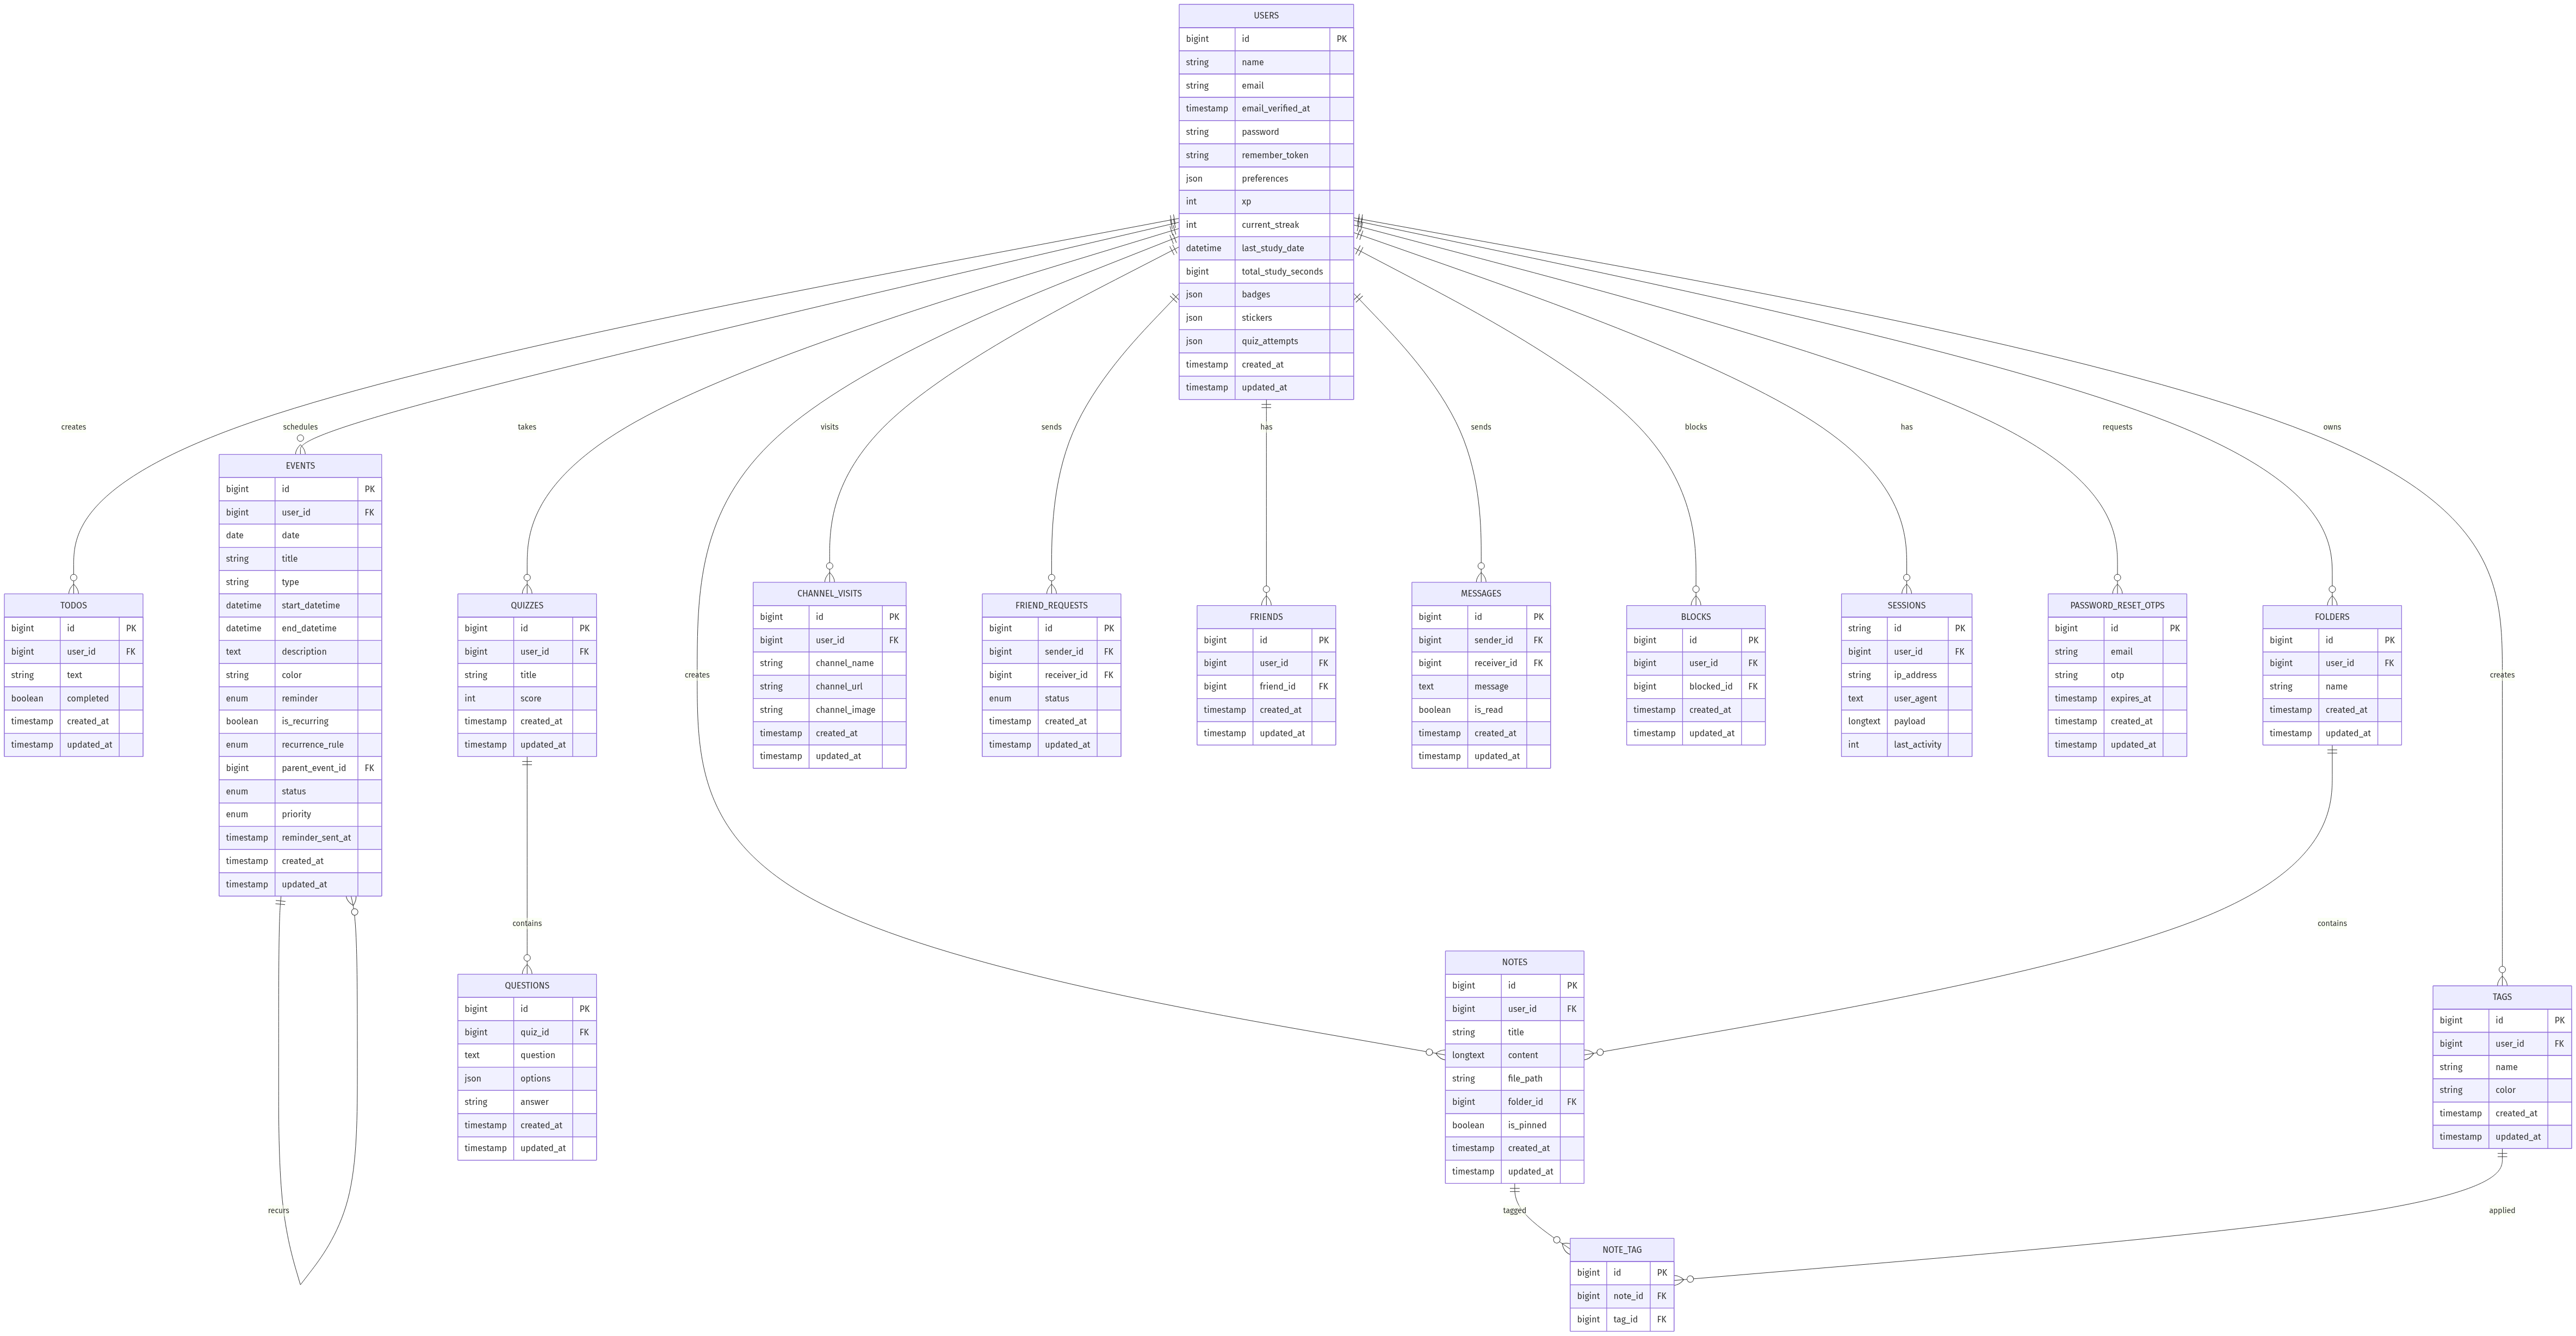 USERS
bigint id PK
string name
string email
timestamp email_verified_at
string password
string remember_token
json preferences
int xp
int current_streak
datetime last_study_date
bigint total_study_seconds
json badges
json stickers
json quiz_attempts
timestamp created_at
timestamp updated_at
creates
schedules
takes
visits
sends
has
sends
blocks
has
requests
owns
EVENTS
bigint id PK
bigint user_id FK
date date
string title
string type
datetime start_datetime
datetime end_datetime
text description
string color
enum reminder
boolean is_recurring
enum recurrence_rule
bigint parent_event_id FK
enum status
enum priority
timestamp reminder_sent_at
timestamp created_at
timestamp updated_at
TODOS
bigint id PK
bigint user_id FK
string text
boolean completed
timestamp created_at
timestamp updated_at
QUIZZES
bigint id PK
bigint user_id FK
string title
int score
timestamp created_at
timestamp updated_at
CHANNEL_VISITS
bigint id PK
bigint user_id FK
string channel_name
string channel_url
string channel_image
timestamp created_at
timestamp updated_at
FRIEND_REQUESTS
bigint id PK
bigint sender_id FK
bigint receiver_id FK
enum status
timestamp created_at
timestamp updated_at
FRIENDS
bigint id PK
bigint user_id FK
bigint friend_id FK
timestamp created_at
timestamp updated_at
MESSAGES
bigint id PK
bigint sender_id FK
bigint receiver_id FK
text message
boolean is_read
timestamp created_at
timestamp updated_at
BLOCKS
bigint id PK
bigint user_id FK
bigint blocked_id FK
timestamp created_at
timestamp updated_at
SESSIONS
string id PK
bigint user_id FK
string ip_address
text user_agent
longtext payload
int last_activity
PASSWORD_RESET_OTPS
bigint id PK
string email
string otp
timestamp expires_at
timestamp created_at
timestamp updated_at
FOLDERS
bigint id PK
bigint user_id FK
string name
timestamp created_at
timestamp updated_at
creates
creates
contains
contains
QUESTIONS
bigint id PK
bigint quiz_id FK
text question
json options
string answer
timestamp created_at
timestamp updated_at
NOTES
bigint id PK
bigint user_id FK
string title
longtext content
string file_path
bigint folder_id FK
boolean is_pinned
timestamp created_at
timestamp updated_at
TAGS
bigint id PK
bigint user_id FK
string name
string color
timestamp created_at
timestamp updated_at
recurs
tagged
applied
NOTE_TAG
bigint id PK
bigint note_id FK
bigint tag_id FK